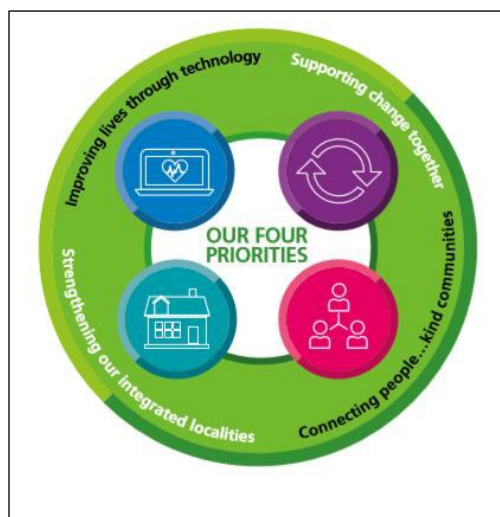 Improving lives through technology
Supporting change together
OUR FOUR
PRIORITIES
Strengthening our integrated localities
Connecting people...kind communities